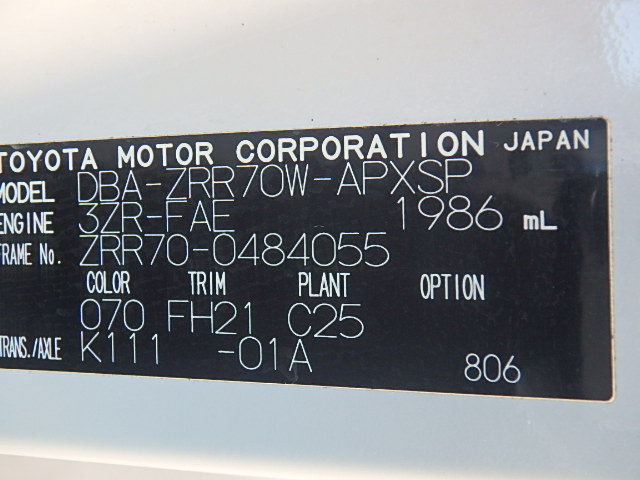 TOYOTA MOTOR CORPORATION JAPAN
MODEL DBA-ZRR70W-APXSP
ENGINE 3ZR-FAE 1986 mL
FRAME No. ZRR70-0484055
COLOR TRIM PLANT OPTION
070 FH21 C25
TRANS./AXLE K111 -01A
806